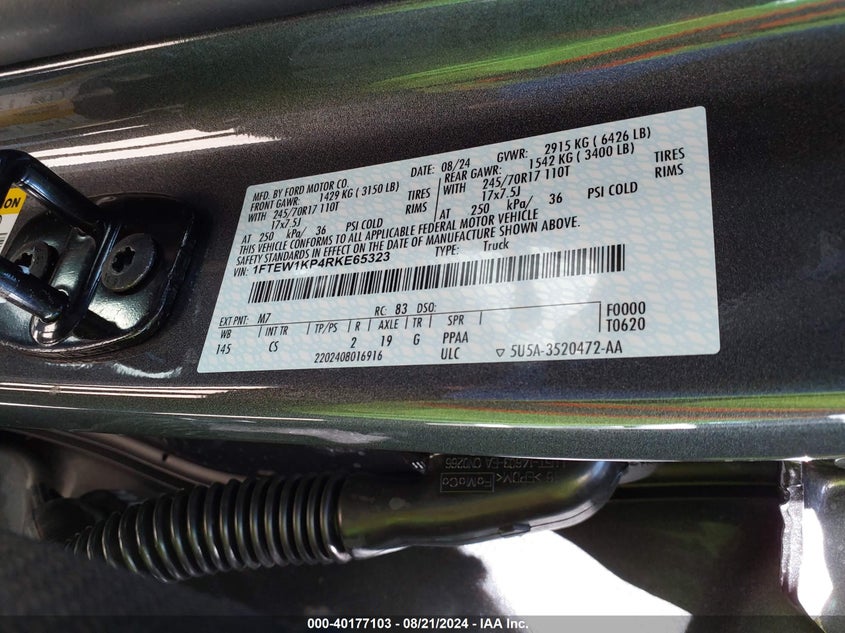 ON
MFD. BY FORD MOTOR CO.
DATE: 08/24 GVWR: 2915 KG ( 6426 LB)
FRONT GAWR: 1429 KG ( 3150 LB) REAR GAWR: 1542 KG ( 3400 LB)
WITH 245/70R17 110T TIRES WITH 245/70R17 110T TIRES
17x7.5J RIMS 17x7.5J RIMS
AT 250 kPa/ 36 PSI COLD AT 250 kPa/ 36 PSI COLD
THIS VEHICLE CONFORMS TO ALL APPLICABLE FEDERAL MOTOR VEHICLE
SAFETY STANDARDS IN EFFECT ON THE DATE OF MANUFACTURE SHOWN ABOVE.
VIN: 1FTEW1KP4RKE65323 TYPE: Truck
EXT PNT: M7 RC: 83 DSO: F0000
WB INT TR TP/PS R AXLE TR SPR T0620
145 CS 2 19 G PPAA
2202408016916 ULC ▽ 5U5A-3520472-AA
FoMoCo
000-40177103 - 08/21/2024 - IAA Inc.